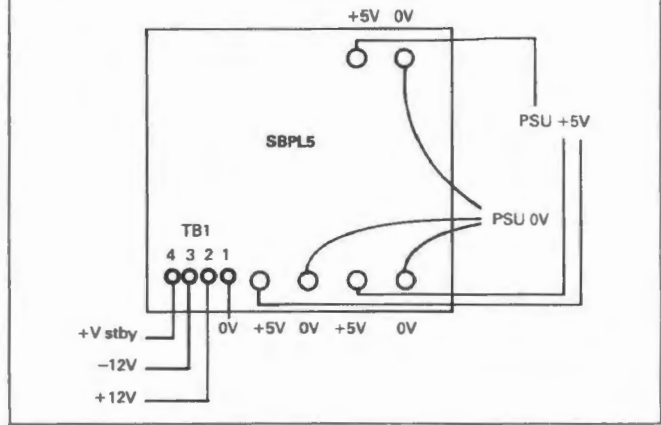 +5V 0V
PSU +5V
SBPL5
PSU 0V
TB1
4 3 2 1
0V +5V 0V +5V 0V
+V stby
−12V
+12V